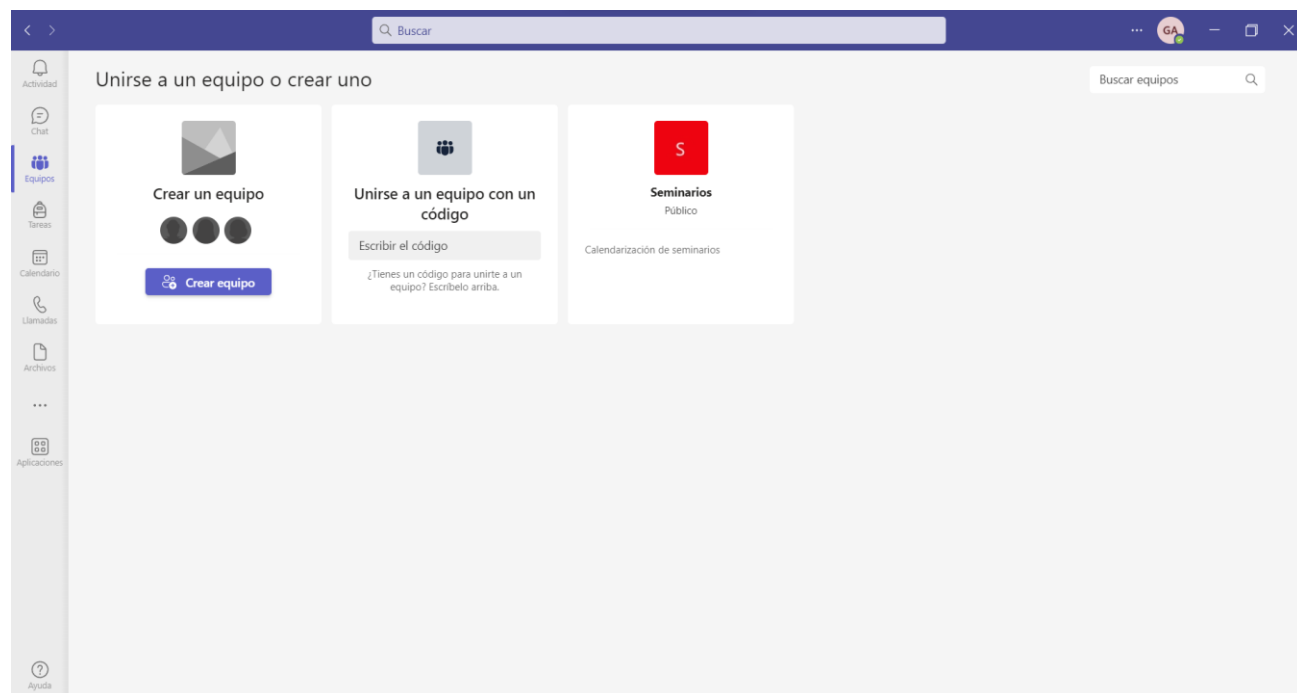 Buscar
GA
Actividad
Chat
Equipos
Tareas
Calendario
Llamadas
Archivos
Aplicaciones
Ayuda
Unirse a un equipo o crear uno
Buscar equipos
Crear un equipo
Crear equipo
Unirse a un equipo con un
código
Escribir el código
¿Tienes un código para unirte a un
equipo? Escríbelo arriba.
S
Seminarios
Público
Calendarización de seminarios